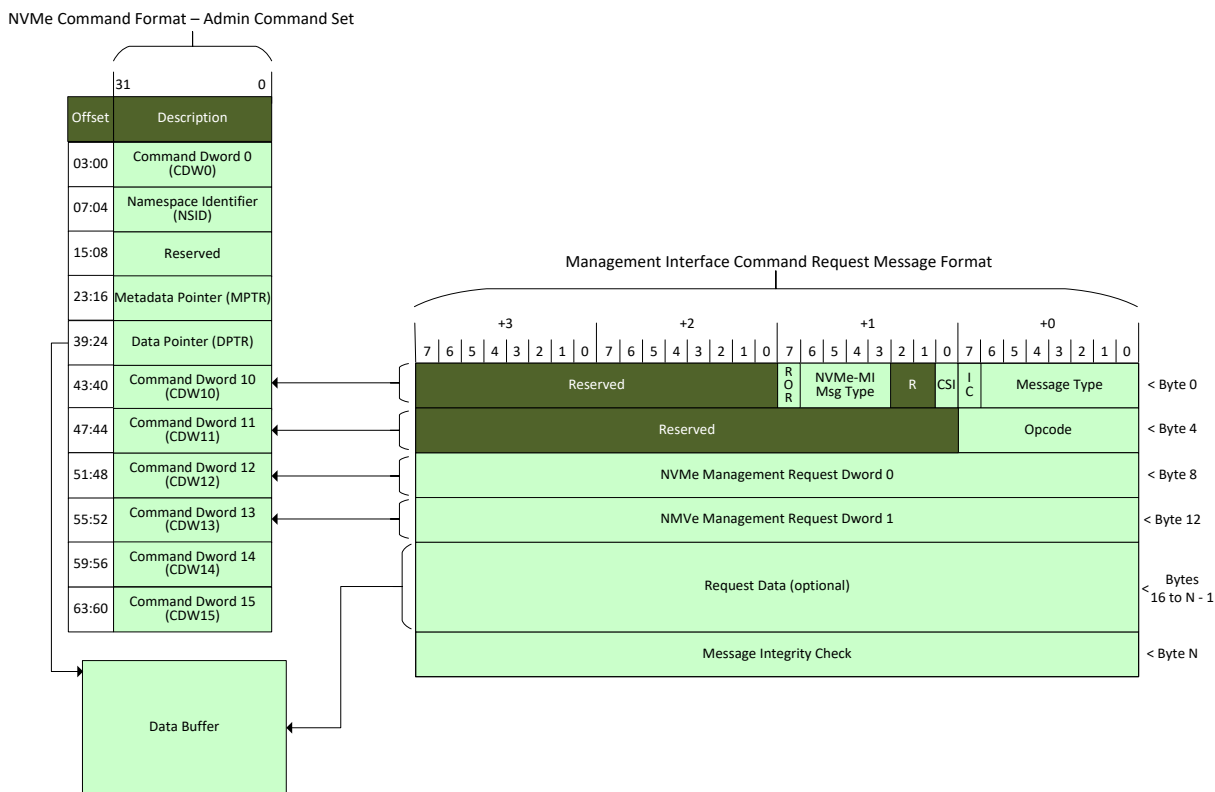 NVMe Command Format – Admin Command Set
31 0
Offset Description
03:00 Command Dword 0
(CDW0)
07:04 Namespace Identifier
(NSID)
15:08 Reserved
23:16 Metadata Pointer (MPTR)
39:24 Data Pointer (DPTR)
43:40 Command Dword 10
(CDW10)
47:44 Command Dword 11
(CDW11)
51:48 Command Dword 12
(CDW12)
55:52 Command Dword 13
(CDW13)
59:56 Command Dword 14
(CDW14)
63:60 Command Dword 15
(CDW15)
Data Buffer
Management Interface Command Request Message Format
+3 +2 +1 +0
7 6 5 4 3 2 1 0 7 6 5 4 3 2 1 0 7 6 5 4 3 2 1 0 7 6 5 4 3 2 1 0
Reserved
R
O
R
NVMe-MI
Msg Type
R
CSI
I
C
Message Type
< Byte 0
Reserved Opcode < Byte 4
NVMe Management Request Dword 0 < Byte 8
NMVe Management Request Dword 1 < Byte 12
Request Data (optional)
< Bytes
16 to N - 1
Message Integrity Check < Byte N